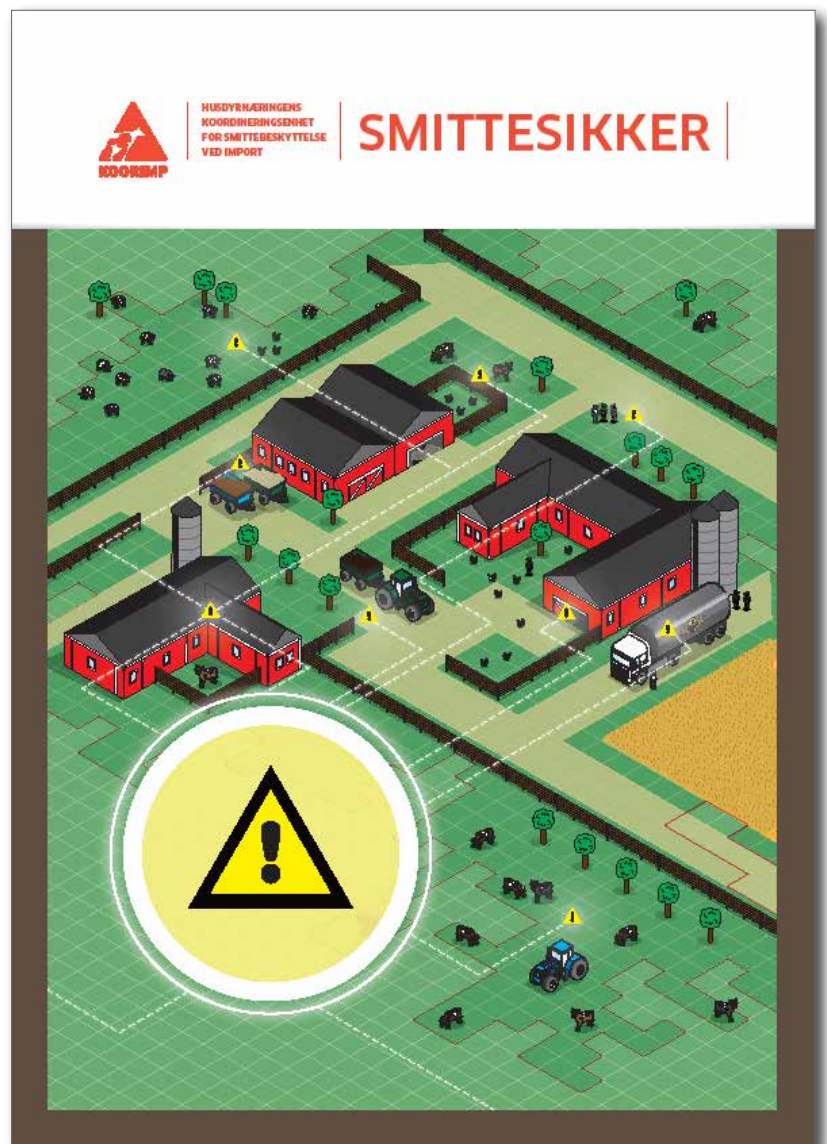 KOORIMP
HUSDYRNÆRINGENS
KOORDINERINGSENHET
FOR SMITTEBESKYTTELSE
VED IMPORT
SMITTESIKKER
!